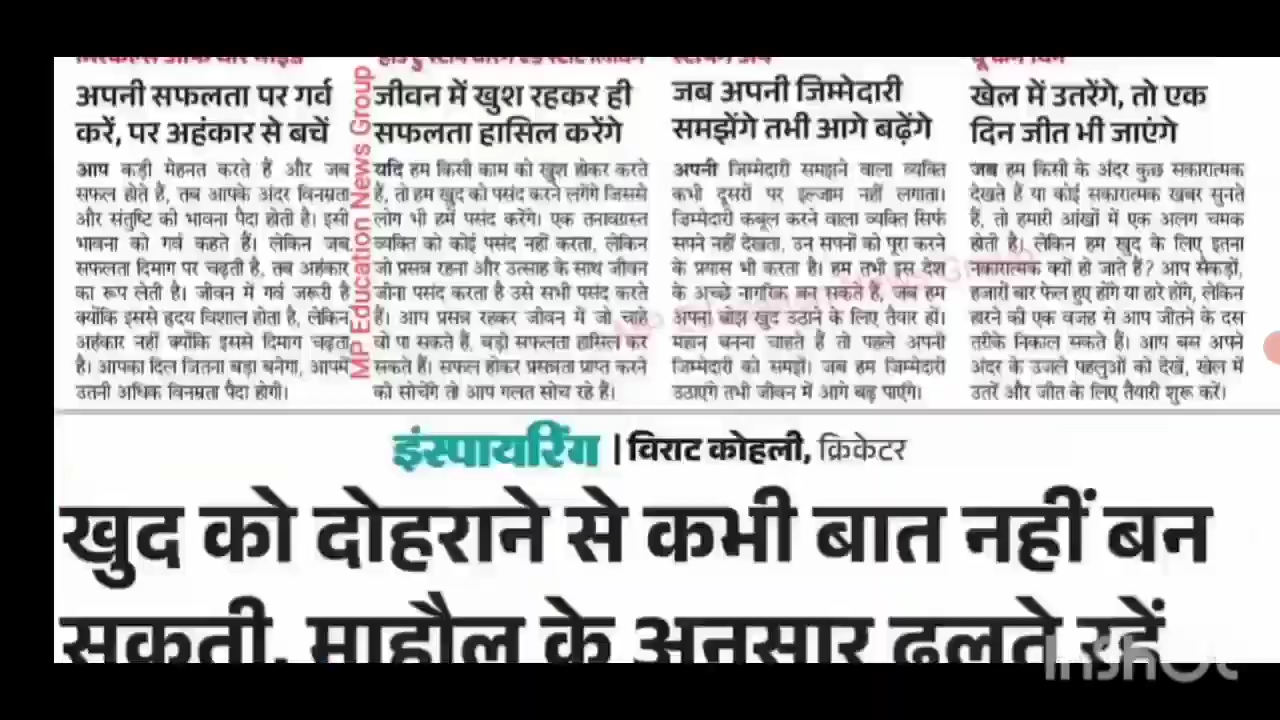 अपनी सफलता पर गर्व
करें, पर अहंकार से बचें
आप कड़ी मेहनत करते हैं और जब
सफल होते हैं, तब आपके अंदर विनम्रता
और संतुष्टि की भावना पैदा होती है। इसी
भावना को गर्व कहते हैं। लेकिन जब
सफलता दिमाग पर चढ़ती है, तब अहंकार
का रूप लेती है। जीवन में गर्व जरूरी है
क्योंकि इससे हृदय विशाल होता है, लेकिन
अहंकार नहीं क्योंकि इससे दिमाग चढ़ता
है। आपका दिल जितना बड़ा बनेगा, आपमें
उतनी अधिक विनम्रता पैदा होगी।
MP Education News Group
जीवन में खुश रहकर ही
सफलता हासिल करेंगे
यदि हम किसी काम को खुश होकर करते
हैं, तो हम खुद को पसंद करने लगेंगे जिससे
लोग भी हमें पसंद करेंगे। एक तनावग्रस्त
व्यक्ति को कोई पसंद नहीं करता, लेकिन
जो प्रसन्न रहना और उत्साह के साथ जीवन
जीना पसंद करता है उसे सभी पसंद करते
हैं। आप प्रसन्न रहकर जीवन में जो चाहें
वो पा सकते हैं, बड़ी सफलता हासिल कर
सकते हैं। सफल होकर प्रसन्नता प्राप्त करने
की सोचेंगे तो आप गलत सोच रहे हैं।
जब अपनी जिम्मेदारी
समझेंगे तभी आगे बढ़ेंगे
अपनी जिम्मेदारी समझने वाला व्यक्ति
कभी दूसरों पर इल्जाम नहीं लगाता।
जिम्मेदारी कबूल करने वाला व्यक्ति सिर्फ
सपने नहीं देखता, उन सपनों को पूरा करने
के प्रयास भी करता है। हम तभी इस देश
के अच्छे नागरिक बन सकते हैं, जब हम
अपना बोझ खुद उठाने के लिए तैयार हों।
महान बनना चाहते हैं तो पहले अपनी
जिम्मेदारी को समझें। जब हम जिम्मेदारी
उठाएंगे तभी जीवन में आगे बढ़ पाएंगे।
खेल में उतरेंगे, तो एक
दिन जीत भी जाएंगे
जब हम किसी के अंदर कुछ सकारात्मक
देखते हैं या कोई सकारात्मक खबर सुनते
हैं, तो हमारी आंखों में एक अलग चमक
होती है, लेकिन हम खुद के लिए इतना
नकारात्मक क्यों हो जाते हैं? आप सैकड़ों,
हजारों बार फेल हुए होंगे या हारे होंगे, लेकिन
हारने की एक वजह से आप जीतने के दस
तरीके निकाल सकते हैं। आप बस अपने
अंदर के उजले पहलुओं को देखें, खेल में
उतरें और जीत के लिए तैयारी शुरू करें।
इंस्पायरिंग | विराट कोहली, क्रिकेटर
खुद को दोहराने से कभी बात नहीं बन
सकती, माहौल के अनुसार ढलते रहें
InShot